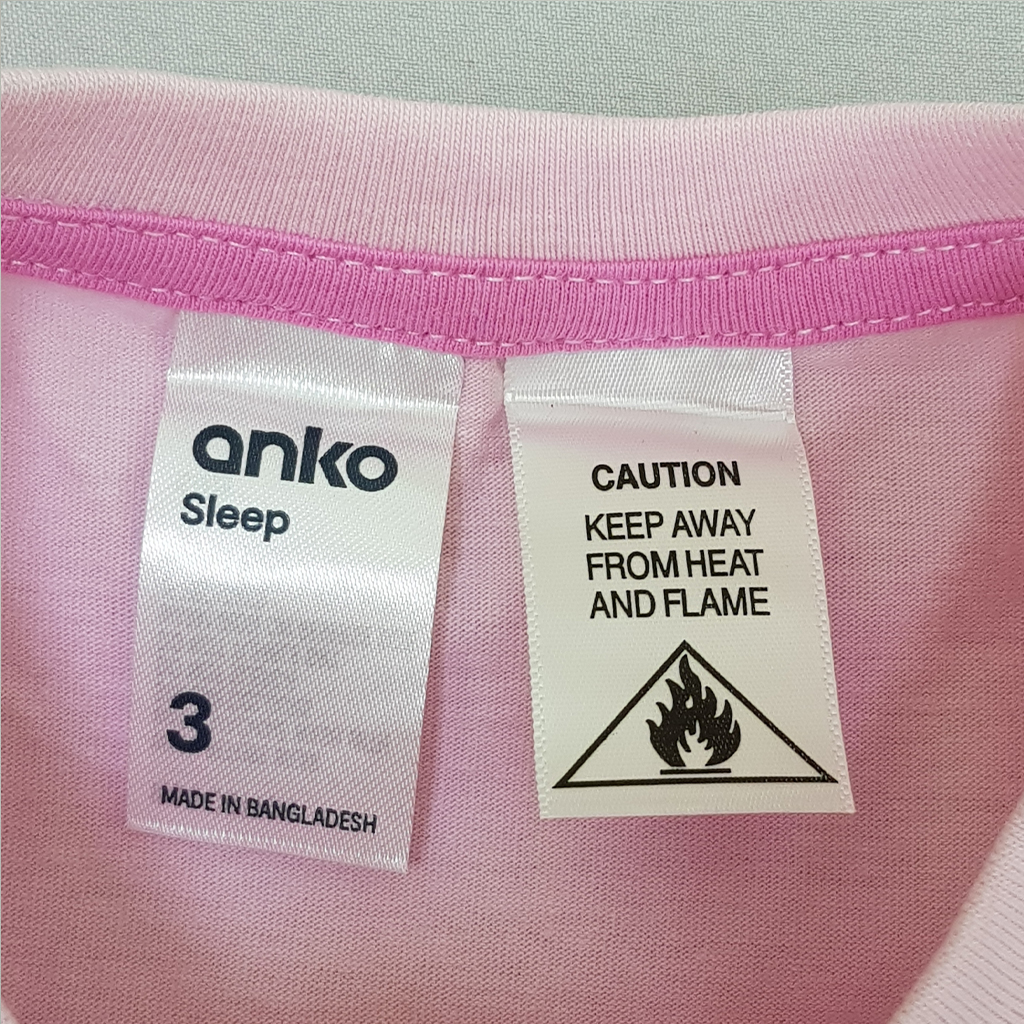 anko
Sleep
3
MADE IN BANGLADESH
CAUTION
KEEP AWAY
FROM HEAT
AND FLAME